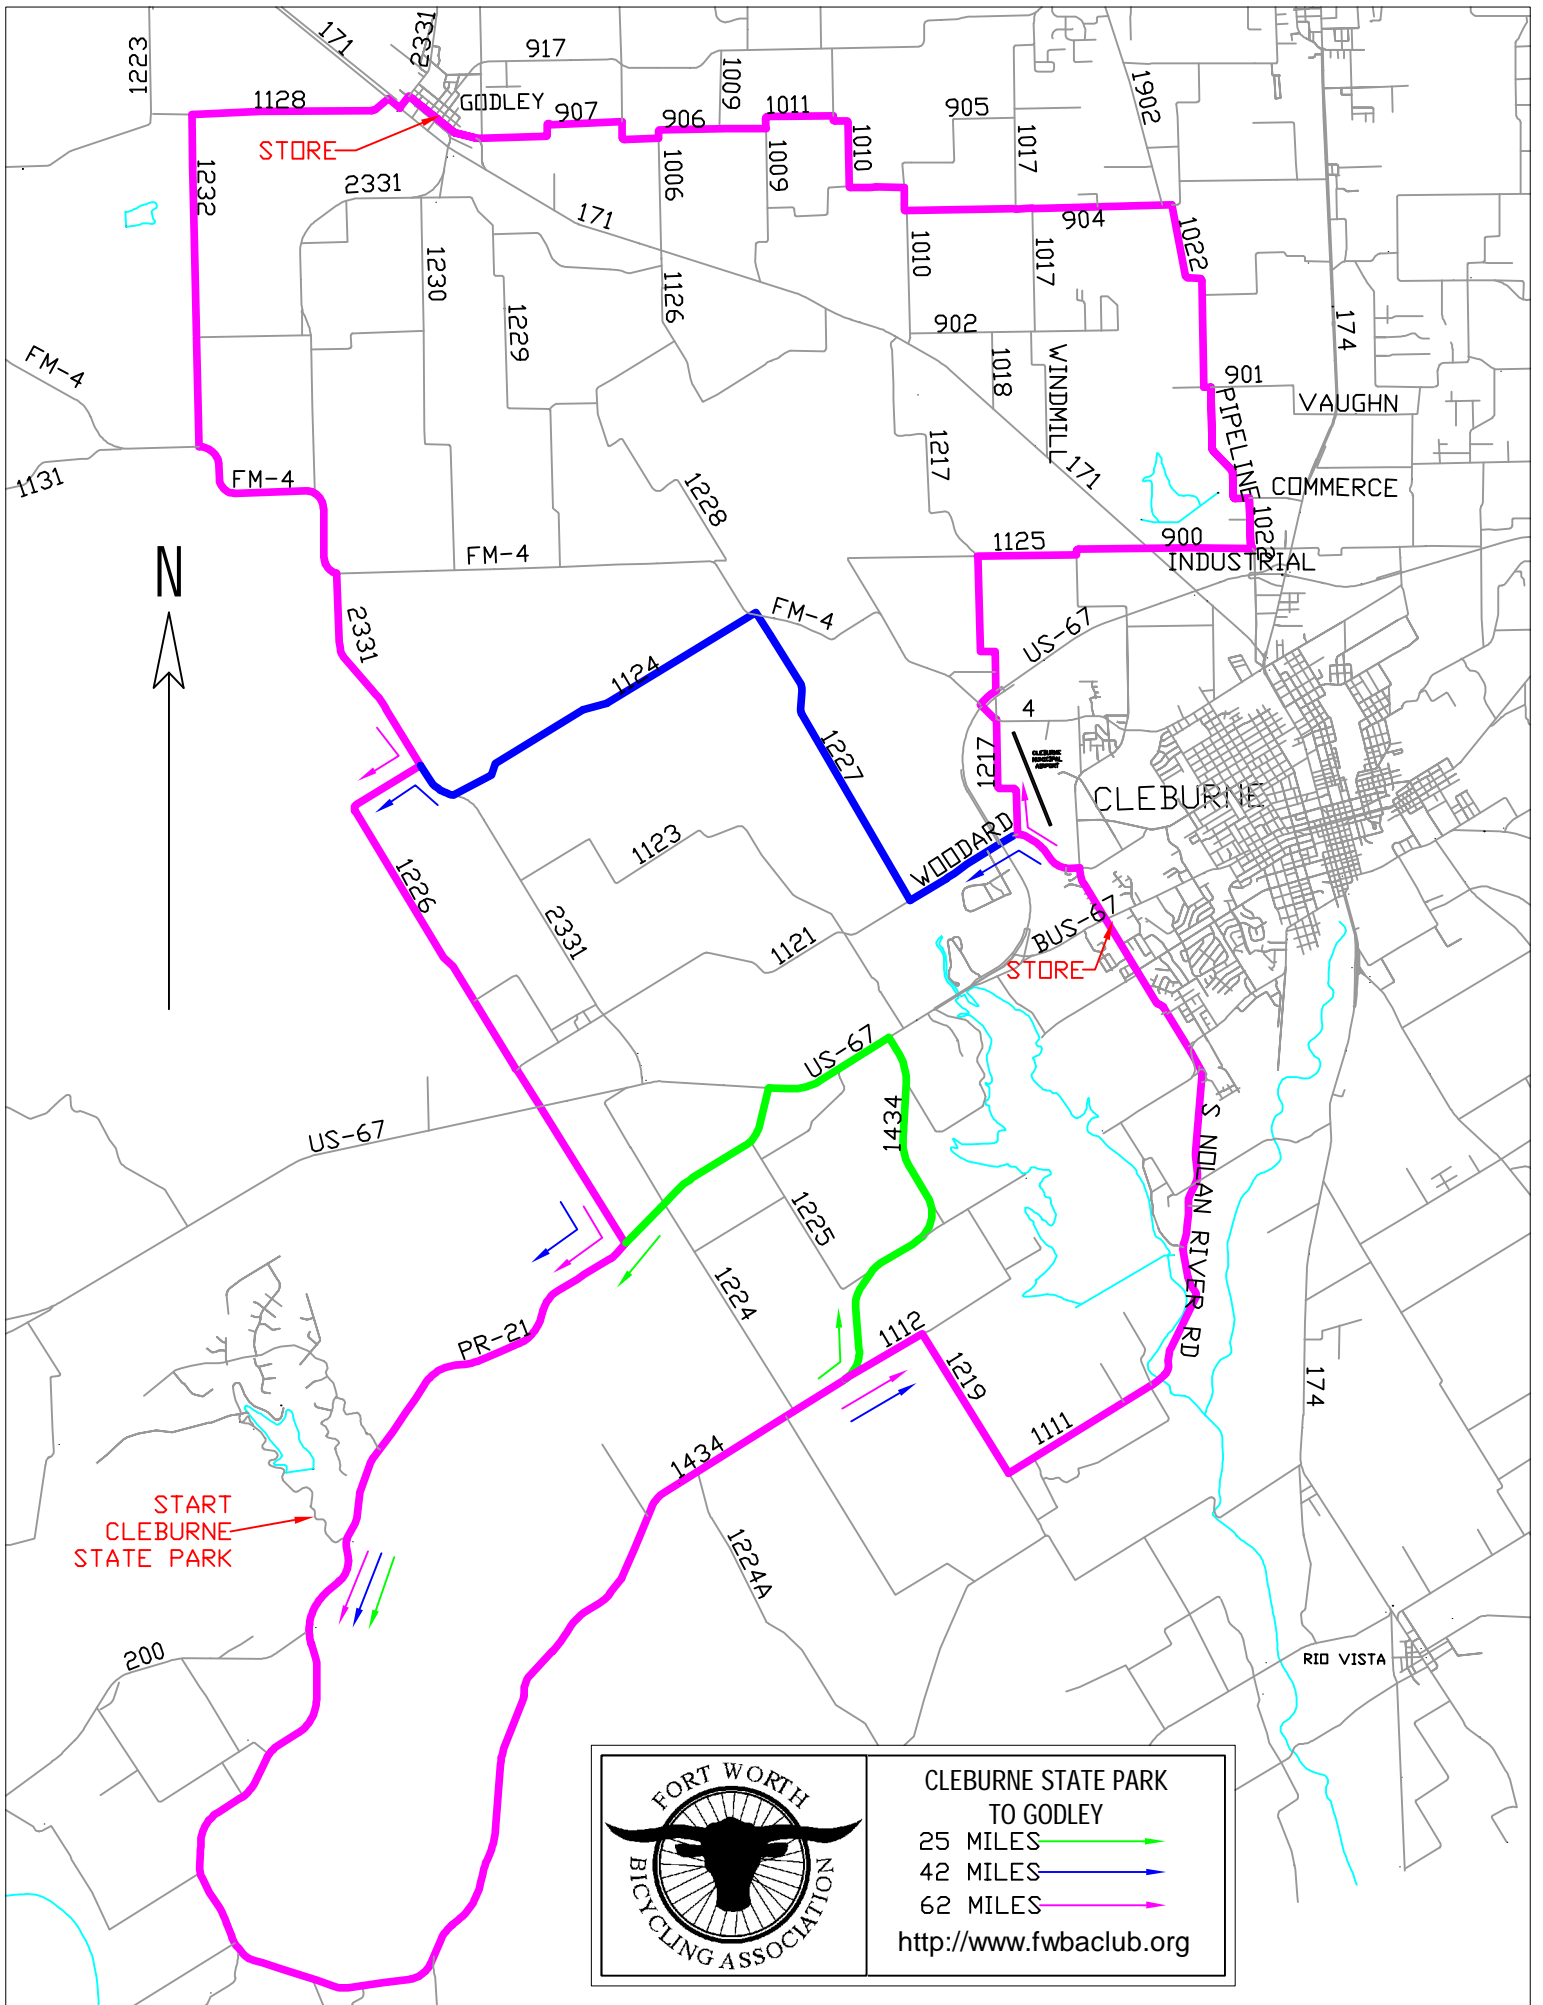 171
2331
917
1223
1128
GODLEY
907
906
1009
1011
905
1902
STORE
1232
2331
171
1006
1009
1010
1017
904
1022
1230
1229
1126
1010
1017
902
174
FM-4
1018
WINDMILL
901
VAUGHN
PIPELINE
1131
FM-4
1228
1217
171
COMMERCE
1022
FM-4
1125
900
INDUSTRIAL
N
2331
1124
FM-4
US-67
4
1227
1217
CLEBURNE
MUNICIPAL
AIRPORT
CLEBURNE
1123
WOODARD
1226
2331
1121
BUS-67
STORE
US-67
1434
US-67
S NOLAN RIVER RD
1225
1224
PR-21
1112
1219
1111
174
1434
START
CLEBURNE
STATE PARK
1224A
200
RIO VISTA
FORT WORTH
BICYCLING ASSOCIATION
CLEBURNE STATE PARK
TO GODLEY
25 MILES
42 MILES
62 MILES
http://www.fwbaclub.org